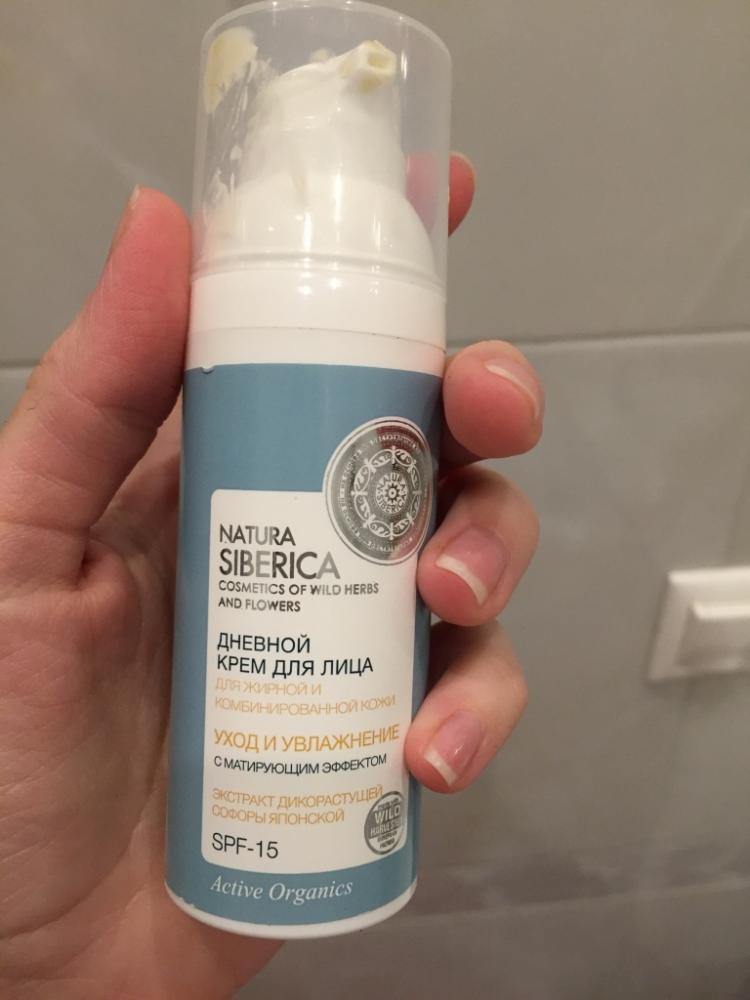 NATURA
SIBERICA
COSMETICS OF WILD HERBS
AND FLOWERS
ДНЕВНОЙ
КРЕМ ДЛЯ ЛИЦА
ДЛЯ ЖИРНОЙ И
КОМБИНИРОВАННОЙ КОЖИ
УХОД И УВЛАЖНЕНИЕ
С МАТИРУЮЩИМ ЭФФЕКТОМ
ЭКСТРАКТ ДИКОРАСТУЩЕЙ
СОФОРЫ ЯПОНСКОЙ
WILD
HARVESTED
SPF-15
Active Organics